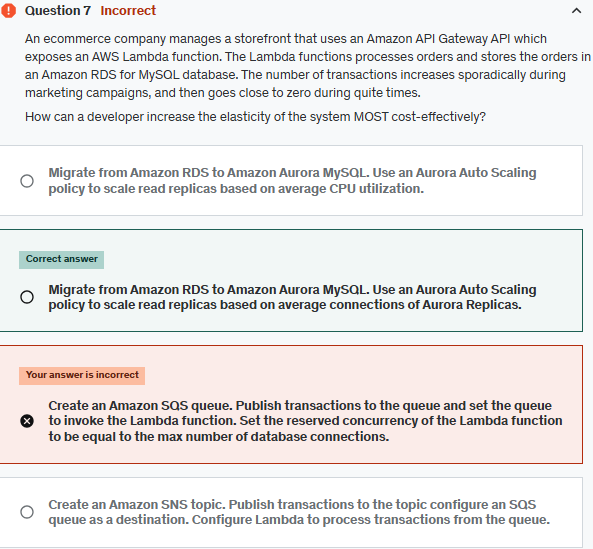 Question 7 Incorrect
An ecommerce company manages a storefront that uses an Amazon API Gateway API which
exposes an AWS Lambda function. The Lambda functions processes orders and stores the orders in
an Amazon RDS for MySQL database. The number of transactions increases sporadically during
marketing campaigns, and then goes close to zero during quite times.
How can a developer increase the elasticity of the system MOST cost-effectively?
Migrate from Amazon RDS to Amazon Aurora MySQL. Use an Aurora Auto Scaling
policy to scale read replicas based on average CPU utilization.
Correct answer
Migrate from Amazon RDS to Amazon Aurora MySQL. Use an Aurora Auto Scaling
policy to scale read replicas based on average connections of Aurora Replicas.
Your answer is incorrect
Create an Amazon SQS queue. Publish transactions to the queue and set the queue
to invoke the Lambda function. Set the reserved concurrency of the Lambda function
to be equal to the max number of database connections.
Create an Amazon SNS topic. Publish transactions to the topic configure an SQS
queue as a destination. Configure Lambda to process transactions from the queue.